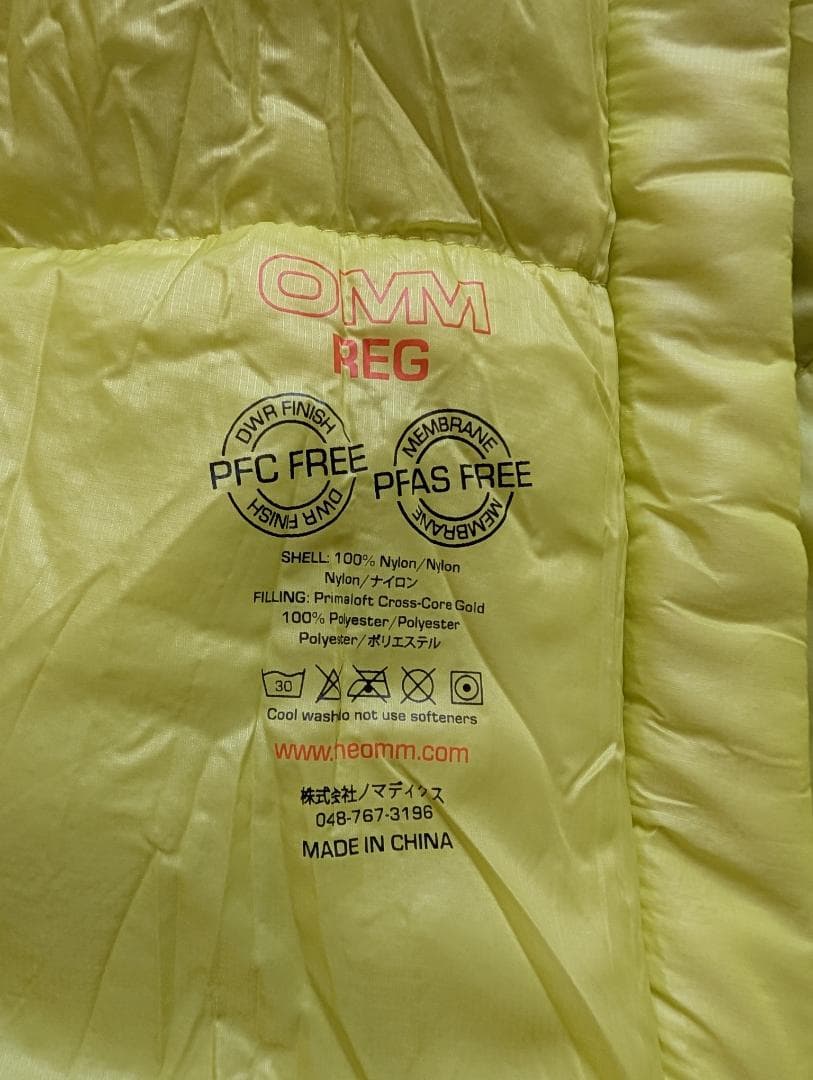 OMM
REG
DWR FINISH
PFC FREE
DWR FINISH
MEMBRANE
PFAS FREE
MEMBRANE
SHELL: 100% Nylon/Nylon
Nylon/ナイロン
FILLING: Primaloft Cross-Core Gold
100% Polyester/Polyester
Polyester/ポリエステル
30
Cool wash/o not use softeners
www.heomm.com
株式会社ノマディクス
048-767-3196
MADE IN CHINA